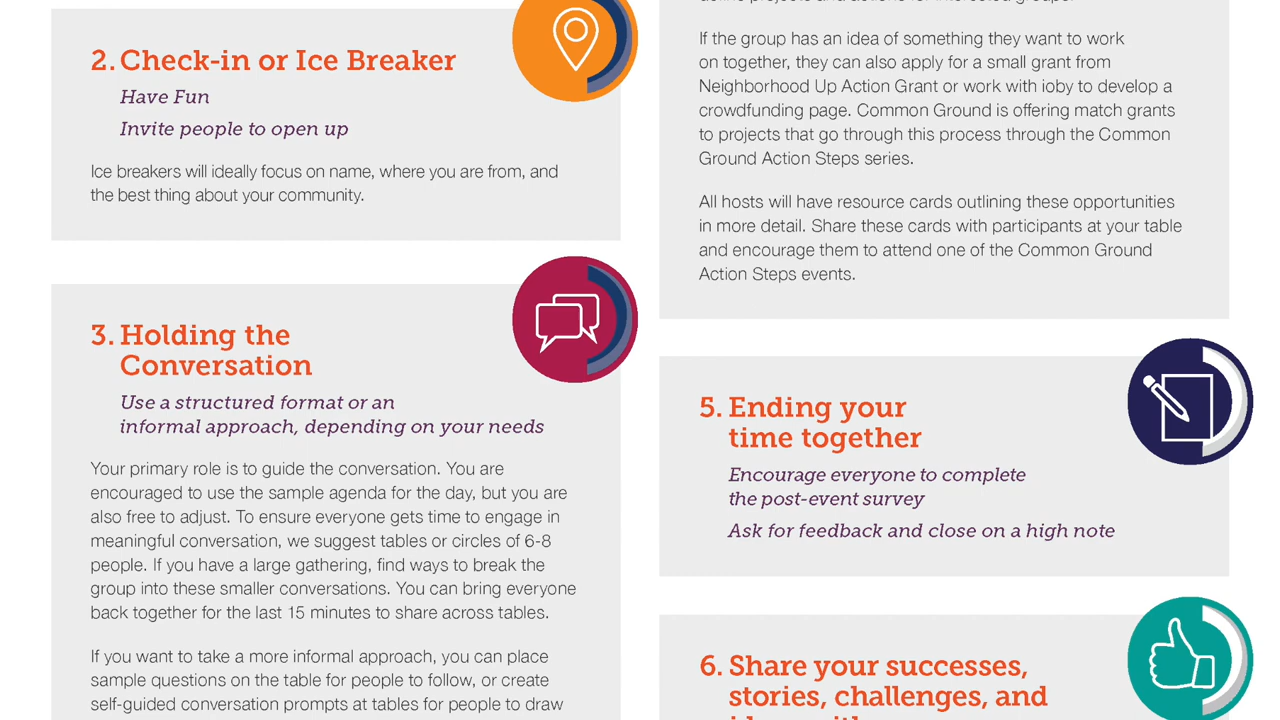 2. Check-in or Ice Breaker
Have Fun
Invite people to open up
Ice breakers will ideally focus on name, where you are from, and
the best thing about your community.
3. Holding the
Conversation
Use a structured format or an
informal approach, depending on your needs
Your primary role is to guide the conversation. You are
encouraged to use the sample agenda for the day, but you are
also free to adjust. To ensure everyone gets time to engage in
meaningful conversation, we suggest tables or circles of 6-8
people. If you have a large gathering, find ways to break the
group into these smaller conversations. You can bring everyone
back together for the last 15 minutes to share across tables.
If you want to take a more informal approach, you can place
sample questions on the table for people to follow, or create
self-guided conversation prompts at tables for people to draw
If the group has an idea of something they want to work
on together, they can also apply for a small grant from
Neighborhood Up Action Grant or work with ioby to develop a
crowdfunding page. Common Ground is offering match grants
to projects that go through this process through the Common
Ground Action Steps series.
All hosts will have resource cards outlining these opportunities
in more detail. Share these cards with participants at your table
and encourage them to attend one of the Common Ground
Action Steps events.
5. Ending your
time together
Encourage everyone to complete
the post-event survey
Ask for feedback and close on a high note
6. Share your successes,
stories, challenges, and